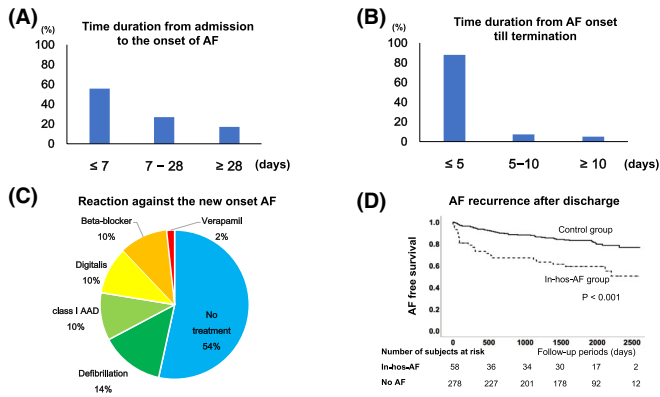 (A)
Time duration from admission
to the onset of AF
(%)
100
80
60
40
20
0
≤ 7
7 – 28
≥ 28
(days)
(B)
Time duration from AF onset
till termination
(%)
100
80
60
40
20
0
≤ 5
5–10
≥ 10
(days)
(C)
Reaction against the new onset AF
Beta-blocker
10%
Verapamil
2%
Digitalis
10%
class I AAD
10%
Defibrillation
14%
No
treatment
54%
(D)
AF recurrence after discharge
AF free survival
1.0
0.8
0.6
0.4
0.2
0.0
Control group
In-hos-AF group
P < 0.001
0 500 1000 1500 2000 2500
Number of subjects at risk
Follow-up periods (days)
In-hos-AF 58 36 34 30 17 2
No AF 278 227 201 178 92 12